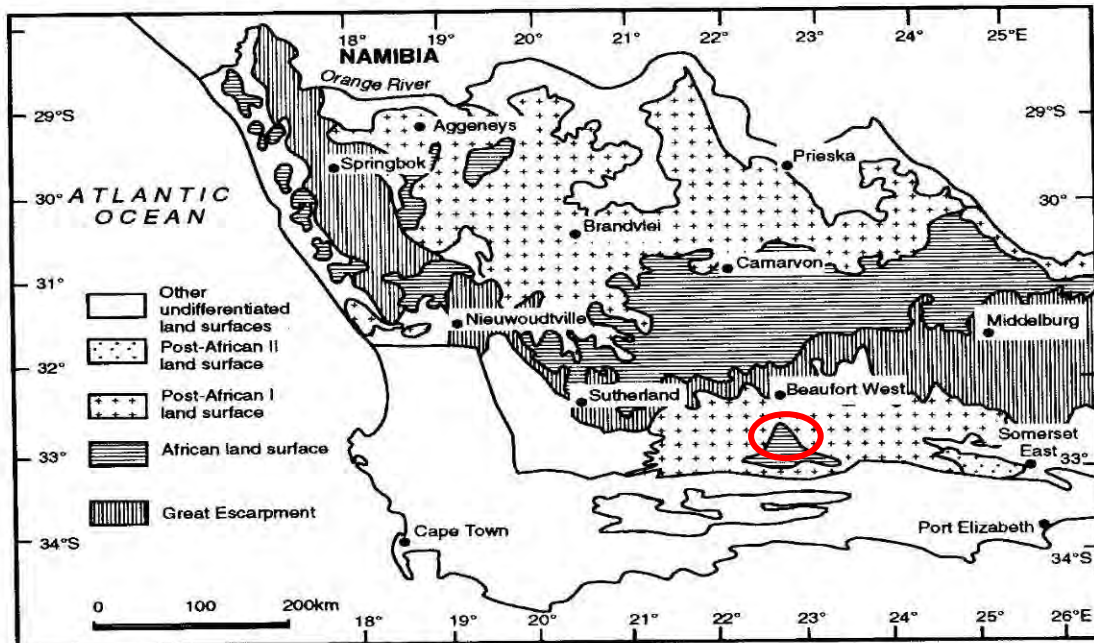 18° 19° 20° 21° 22° 23° 24° 25°E
NAMIBIA
Orange River
29°S
29°S
Aggeneys
Prieska
Springbok
ATLANTIC
OCEAN
30°
30°
Brandvlei
31°
Camarvon
Other
undifferentiated
land surfaces
Nieuwoudtville
Middelburg
32°
Post-African II
land surface
Sutherland
Beaufort West
Post-African I
land surface
33°
African land surface
Somerset
East
33°
Great Escarpment
Cape Town
Port Elizabeth
34°S
34°S
0 100 200km
18° 19° 20° 21° 22° 23° 24° 25° 26°